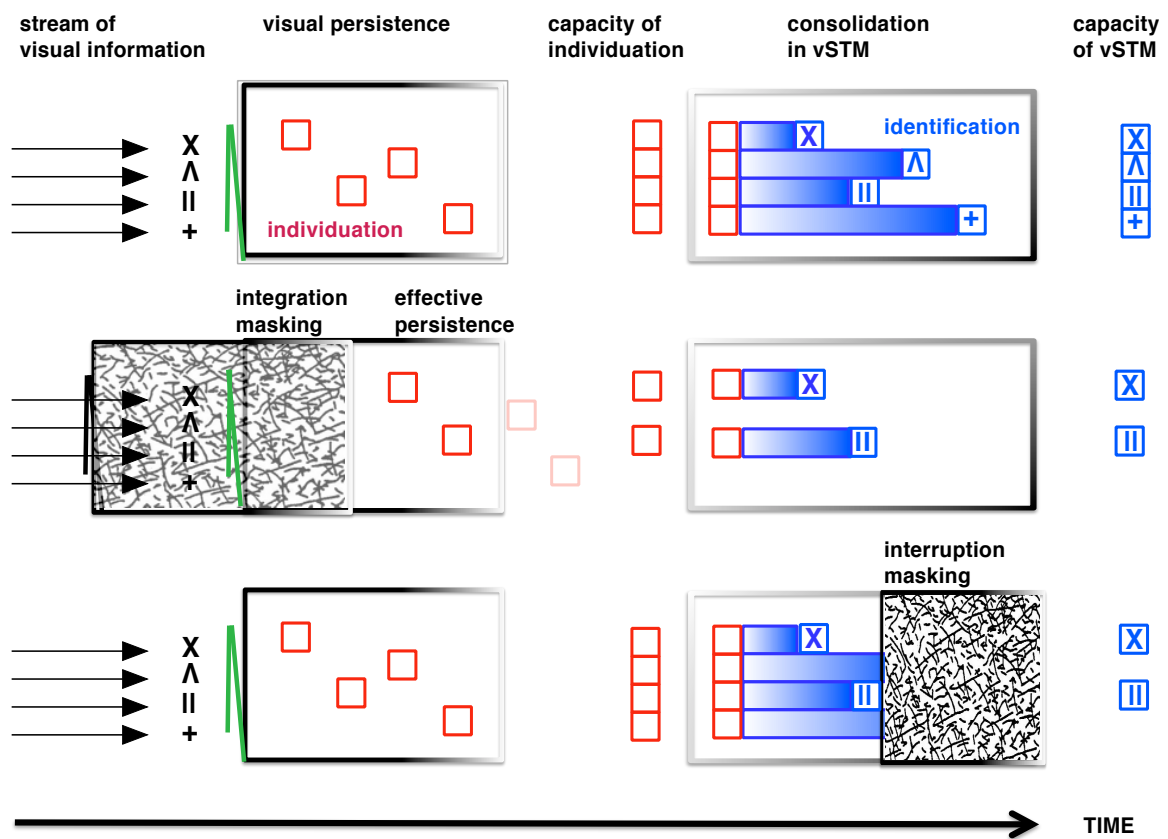 stream of
visual information
visual persistence
capacity of
individuation
consolidation
in vSTM
capacity
of vSTM
X
Λ
II
+
individuation
X
Λ
II
+
identification
X
Λ
II
+
integration
masking
effective
persistence
X
Λ
II
+
X
II
X
II
interruption
masking
X
Λ
II
+
X
II
X
II
TIME